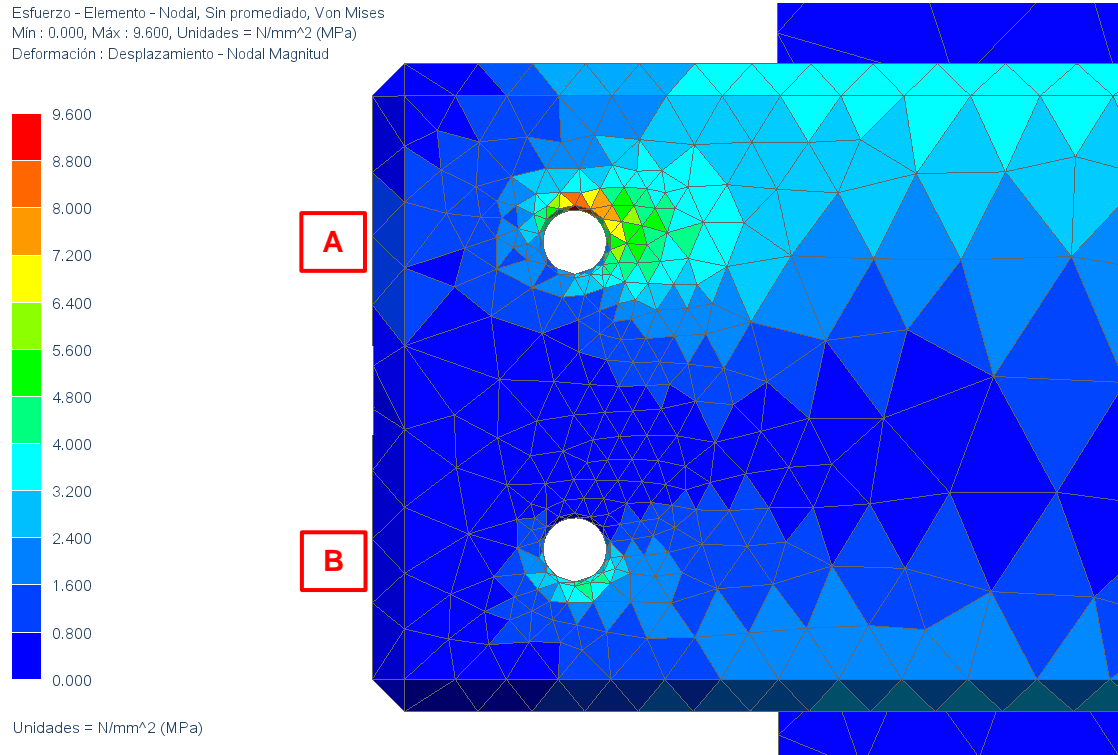 Esfuerzo - Elemento - Nodal, Sin promediado, Von Mises
Mín : 0.000, Máx : 9.600, Unidades = N/mm^2 (MPa)
Deformación : Desplazamiento - Nodal Magnitud
9.600
8.800
8.000
7.200
6.400
5.600
4.800
4.000
3.200
2.400
1.600
0.800
0.000
A
B
Unidades = N/mm^2 (MPa)